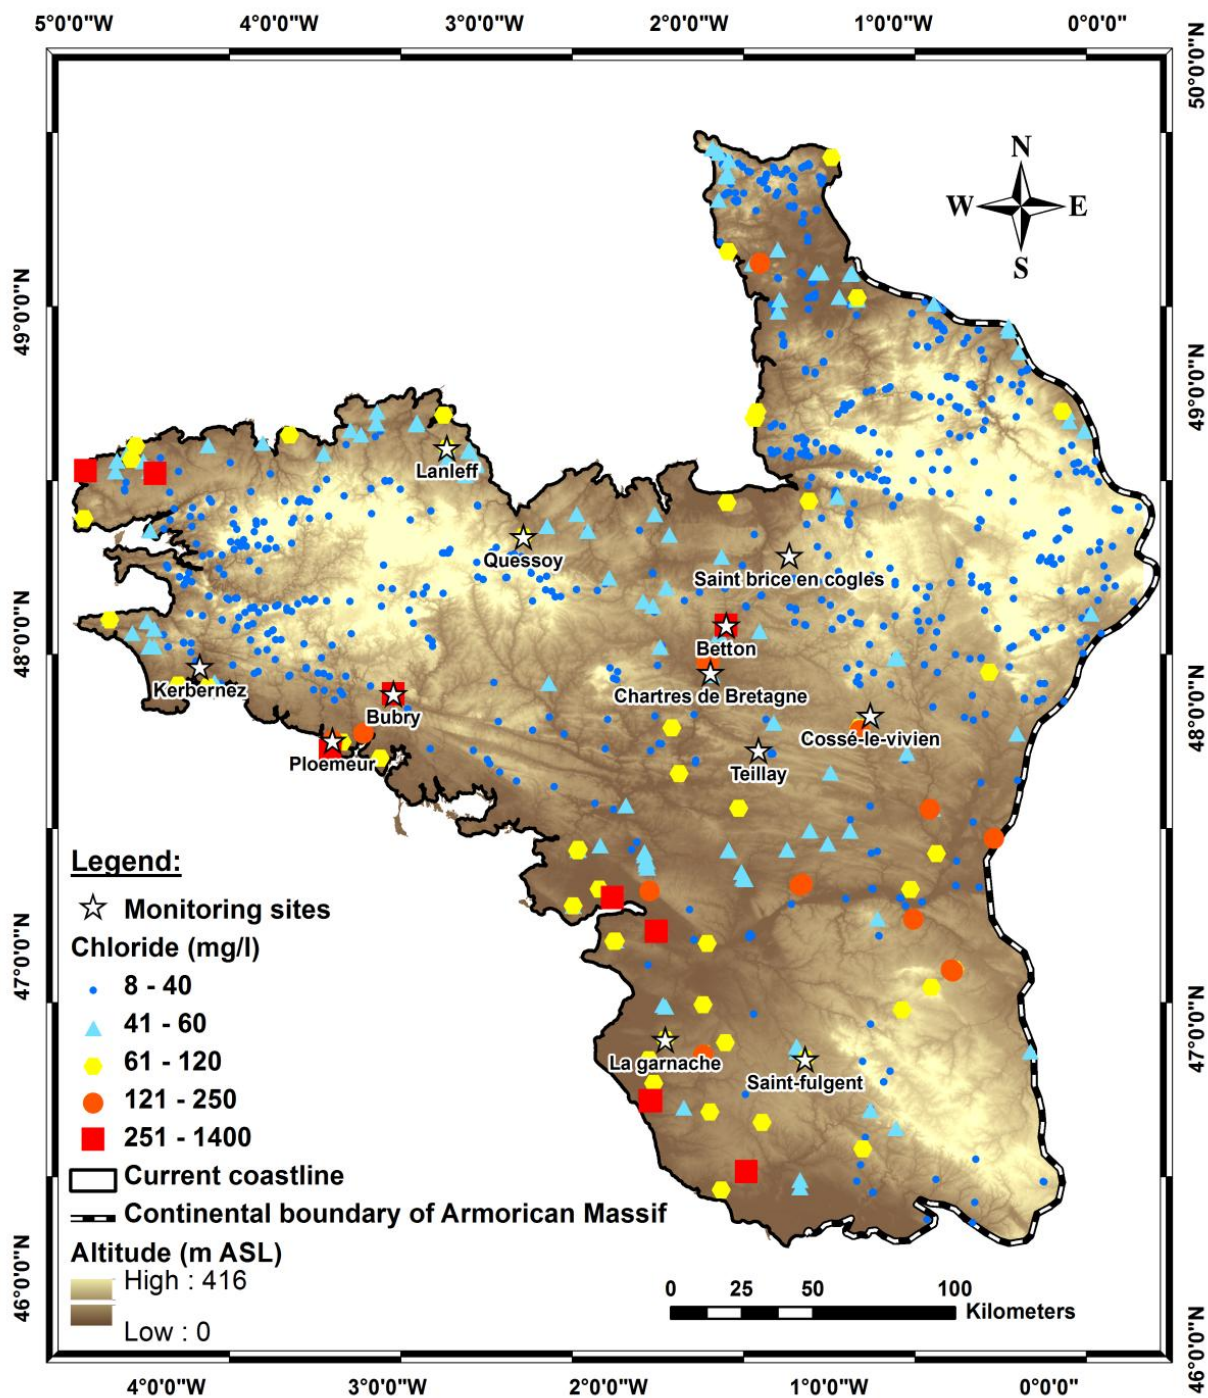 5°0'0"W 4°0'0"W 3°0'0"W 2°0'0"W 1°0'0"W 0°0'0"
50°0'0"N
N
W E
S
49°0'0"N
49°0'0"N
Lanleff
Quessoy
Saint brice en cogles
48°0'0"N
Betton
48°0'0"N
Kerbernez
Chartres de Bretagne
Bubry
Cossé-le-vivien
Ploemeur
Teillay
Legend:
Monitoring sites
Chloride (mg/l)
8 - 40
41 - 60
61 - 120
121 - 250
251 - 1400
Current coastline
Continental boundary of Armorican Massif
Altitude (m ASL)
High : 416
Low : 0
47°0'0"N
47°0'0"N
La garnache
Saint-fulgent
46°0'0"N
0 25 50 100
Kilometers
46°0'0"N
4°0'0"W 3°0'0"W 2°0'0"W 1°0'0"W 0°0'0"